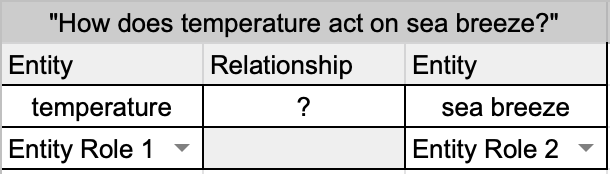 "How does temperature act on sea breeze?"
Entity Relationship Entity
temperature ? sea breeze
Entity Role 1 Entity Role 2